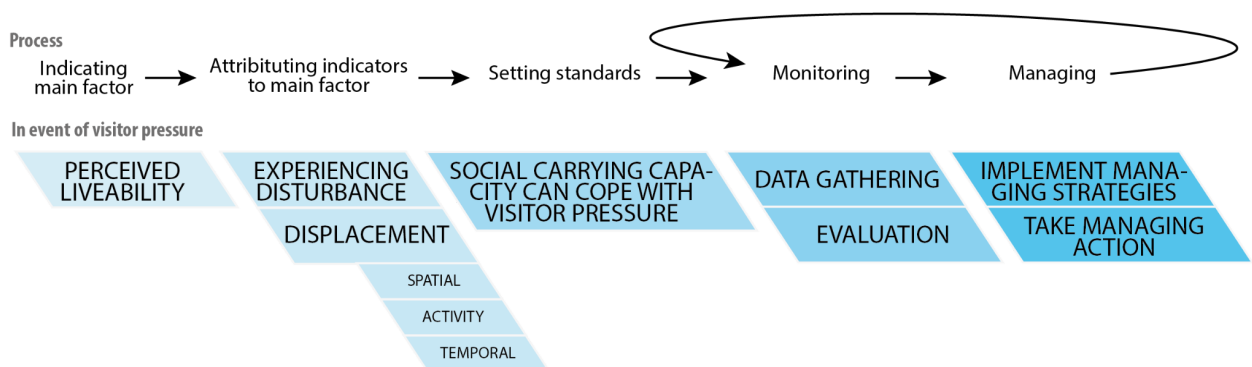 Process
Indicating
main factor
Attribituting indicators
to main factor
Setting standards
Monitoring
Managing
In event of visitor pressure
PERCEIVED
LIVEABILITY
EXPERIENCING
DISTURBANCE
DISPLACEMENT
SPATIAL
ACTIVITY
TEMPORAL
SOCIAL CARRYING CAPA-
CITY CAN COPE WITH
VISITOR PRESSURE
DATA GATHERING
EVALUATION
IMPLEMENT MANA-
GING STRATEGIES
TAKE MANAGING
ACTION